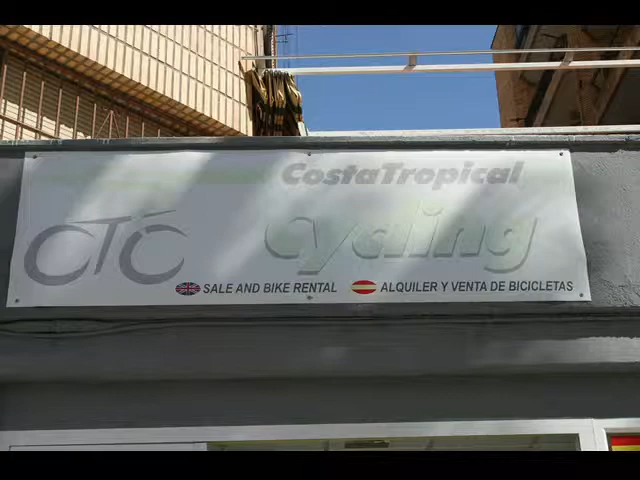 CostaTropical
CTC
Cycling
SALE AND BIKE RENTAL
ALQUILER Y VENTA DE BICICLETAS